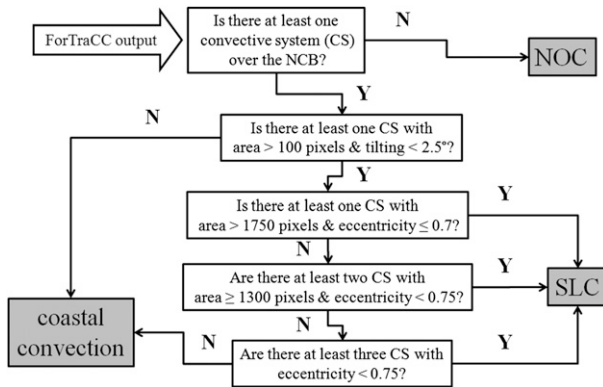 ForTraCC output
Is there at least one
convective system (CS)
over the NCB?
N
NOC
Y
N
Is there at least one CS with
area > 100 pixels & tilting < 2.5°?
Y
Is there at least one CS with
area > 1750 pixels & eccentricity ≤ 0.7?
Y
N
Are there at least two CS with
area ≥ 1300 pixels & eccentricity < 0.75?
Y
SLC
coastal
convection
N
N
Are there at least three CS with
eccentricity < 0.75?
Y